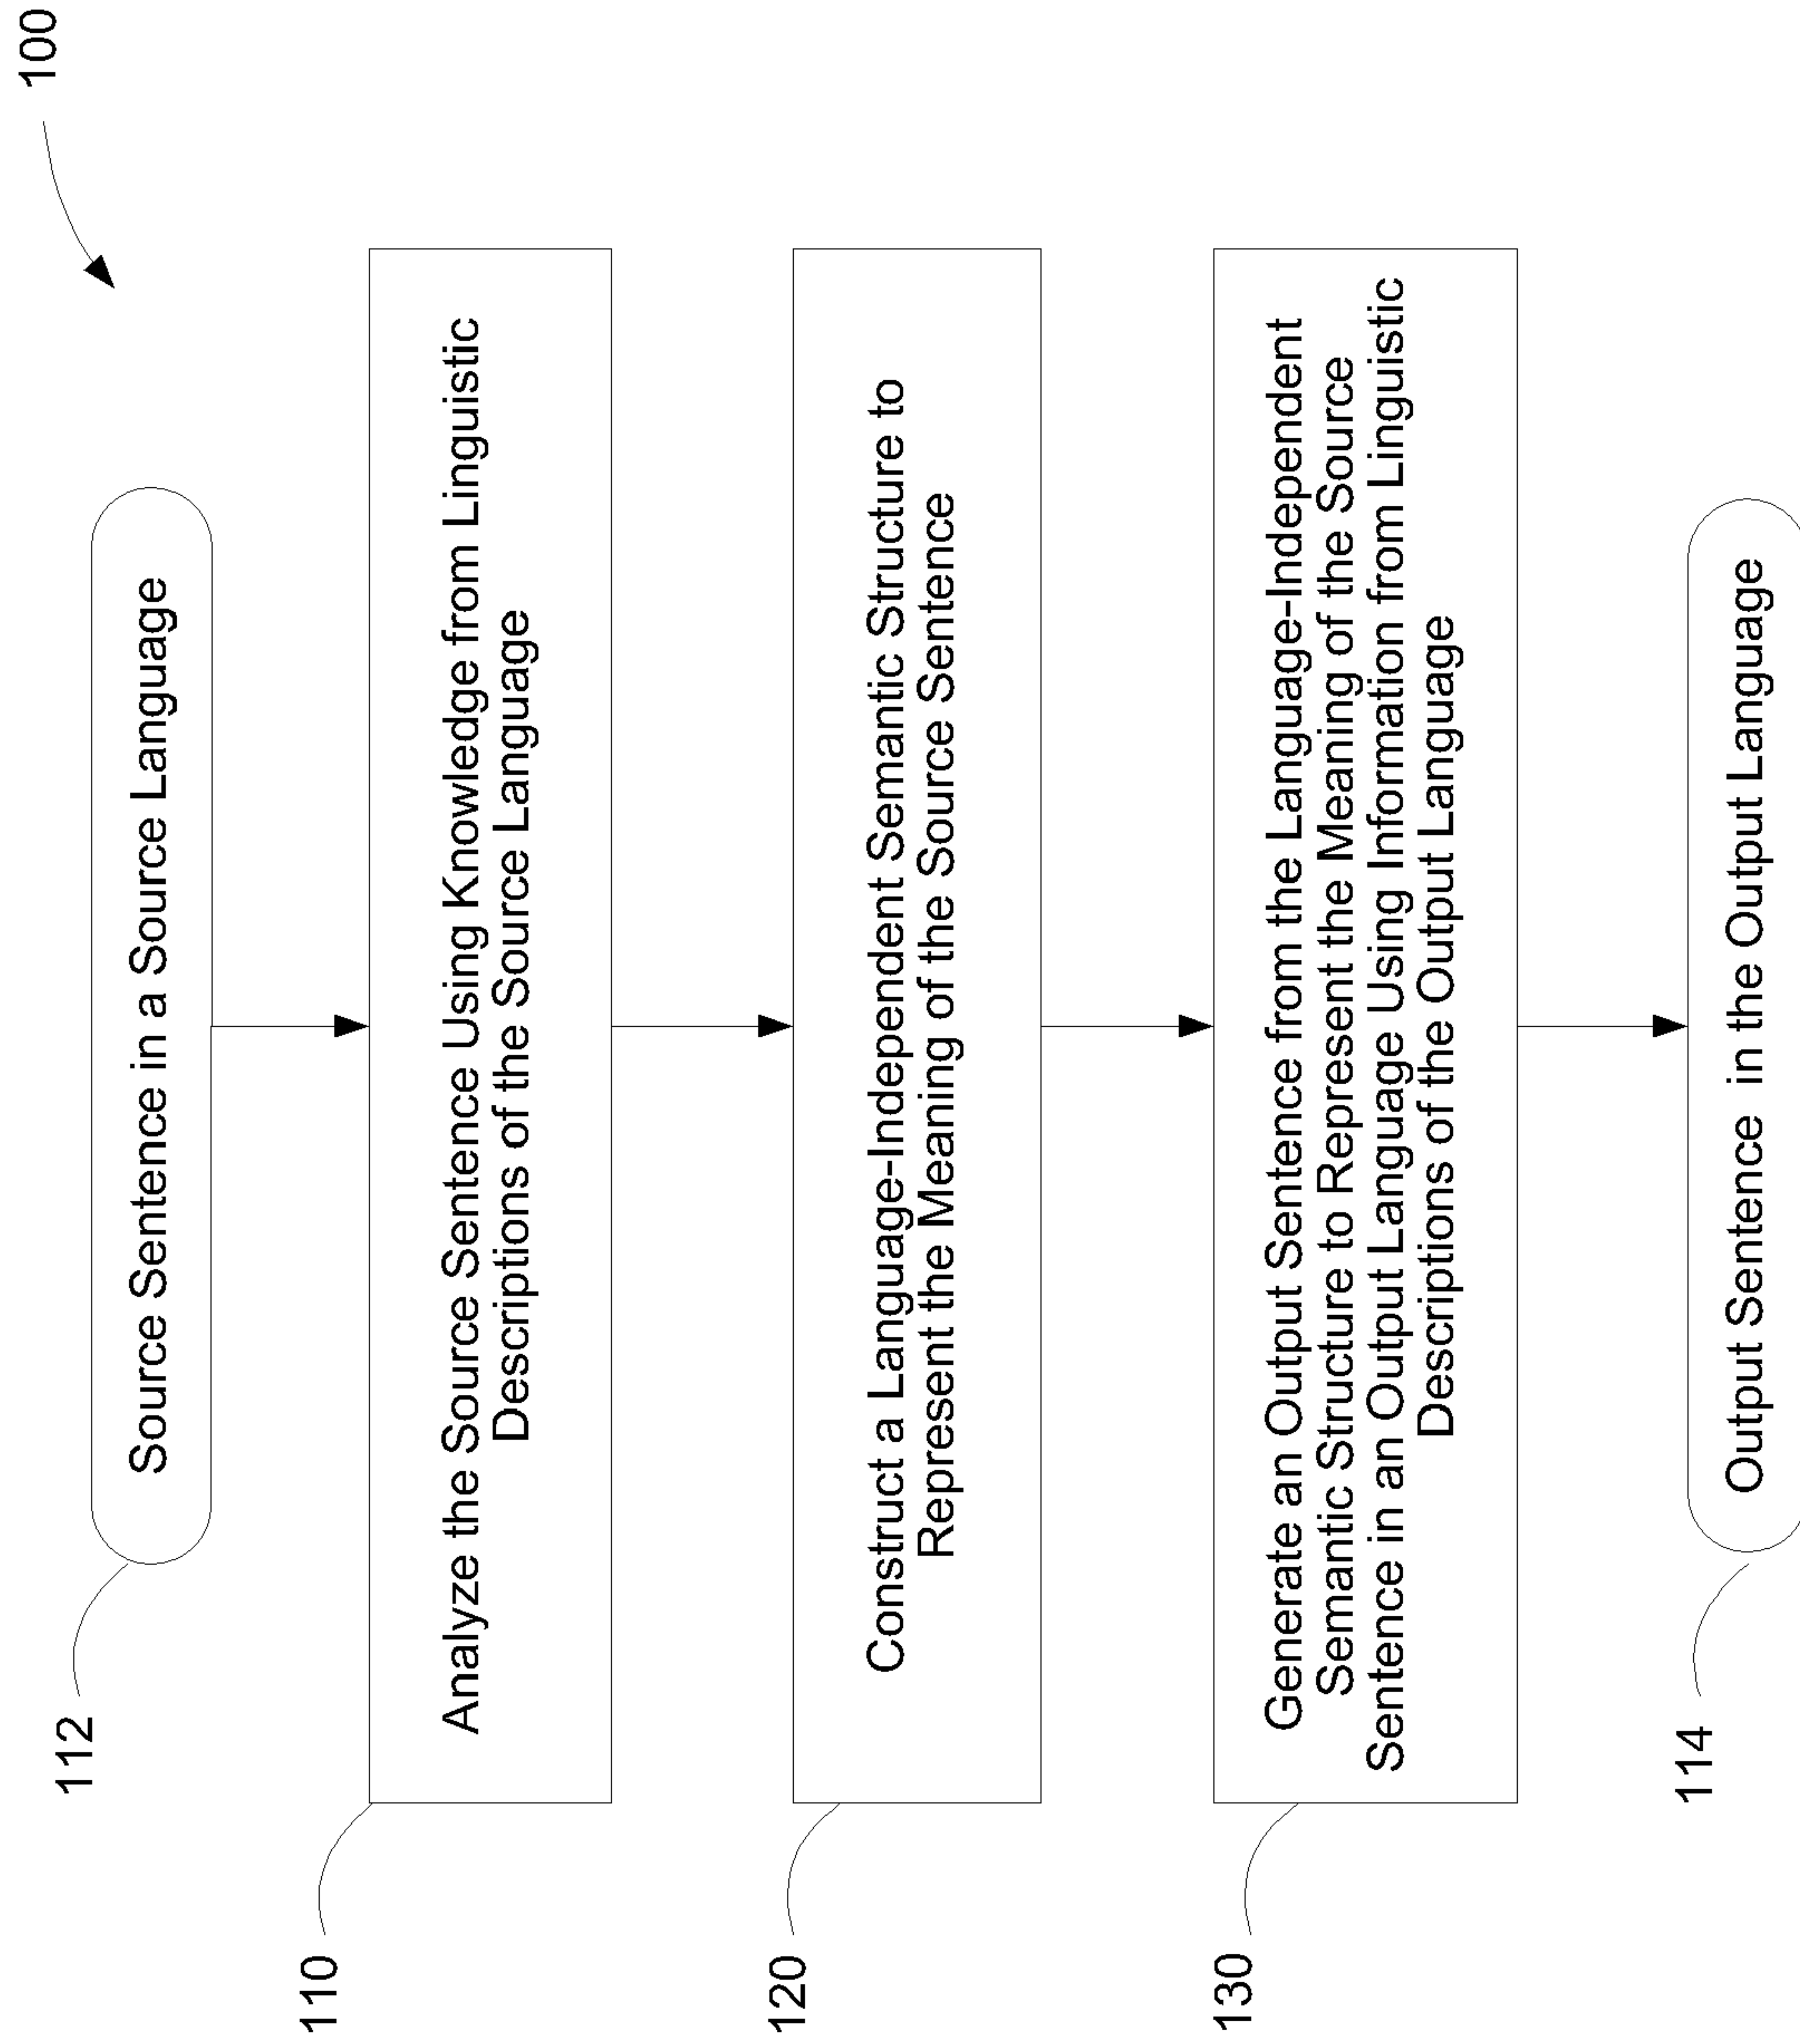 100
112
Source Sentence in a Source Language
110
Analyze the Source Sentence Using Knowledge from Linguistic
Descriptions of the Source Language
120
Construct a Language-Independent Semantic Structure to
Represent the Meaning of the Source Sentence
130
Generate an Output Sentence from the Language-Independent
Semantic Structure to Represent the Meaning of the Source
Sentence in an Output Language Using Information from Linguistic
Descriptions of the Output Language
114
Output Sentence in the Output Language